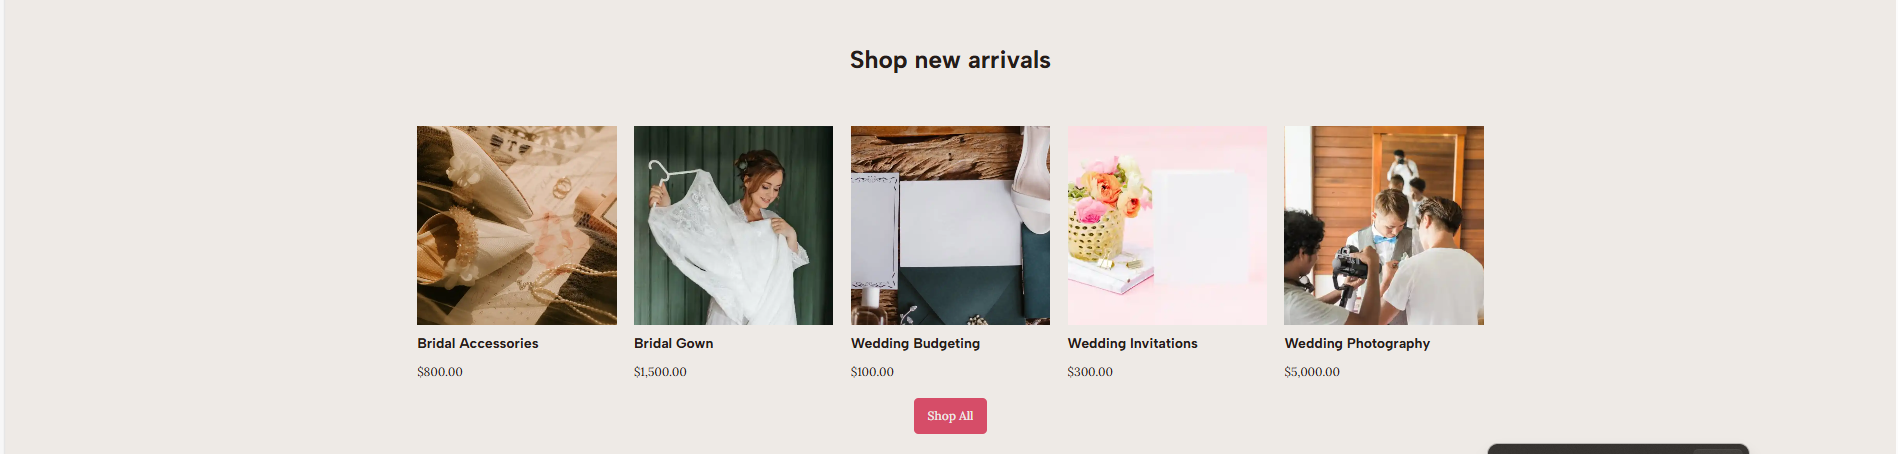 Shop new arrivals
Bridal Accessories
$800.00
Bridal Gown
$1,500.00
Wedding Budgeting
$100.00
Wedding Invitations
$300.00
Wedding Photography
$5,000.00
Shop All